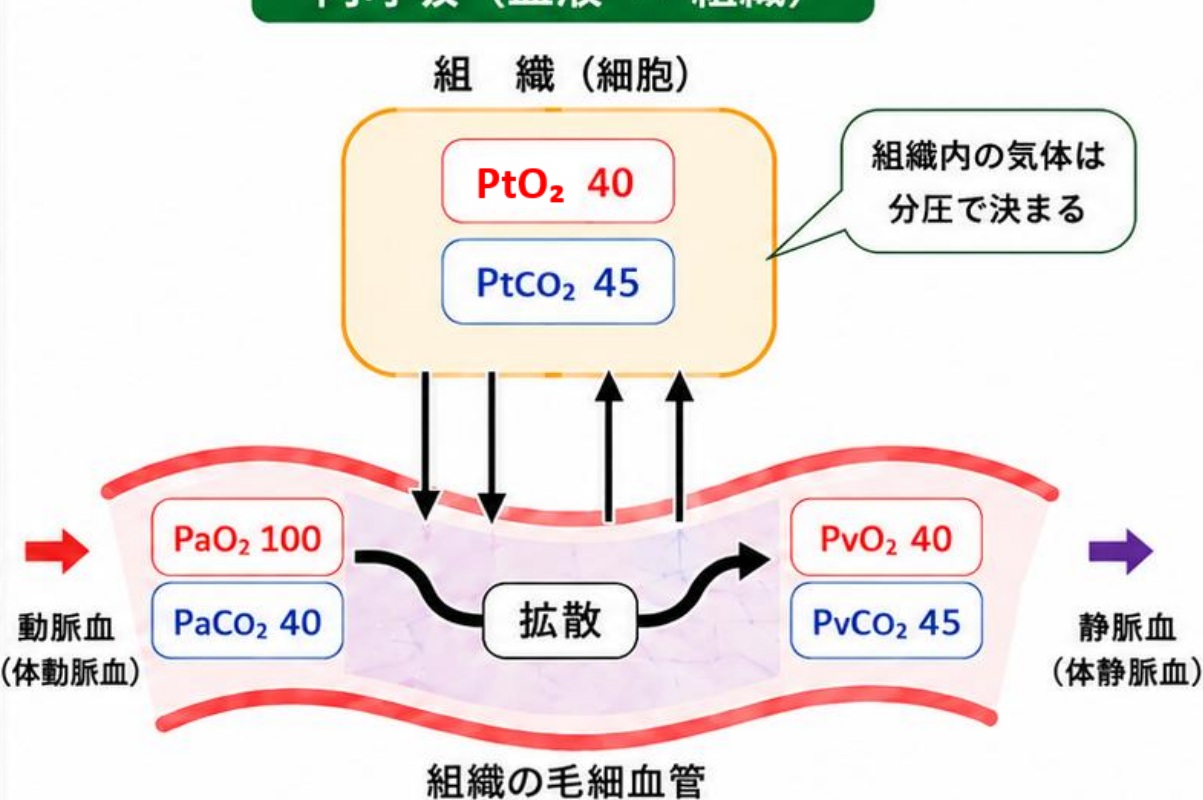 組 織（細胞）
PtO₂ 40
PtCO₂ 45
組織内の気体は
分圧で決まる
PaO₂ 100
PaCO₂ 40
拡散
PvO₂ 40
PvCO₂ 45
動脈血
(体動脈血)
静脈血
(体静脈血)
組織の毛細血管